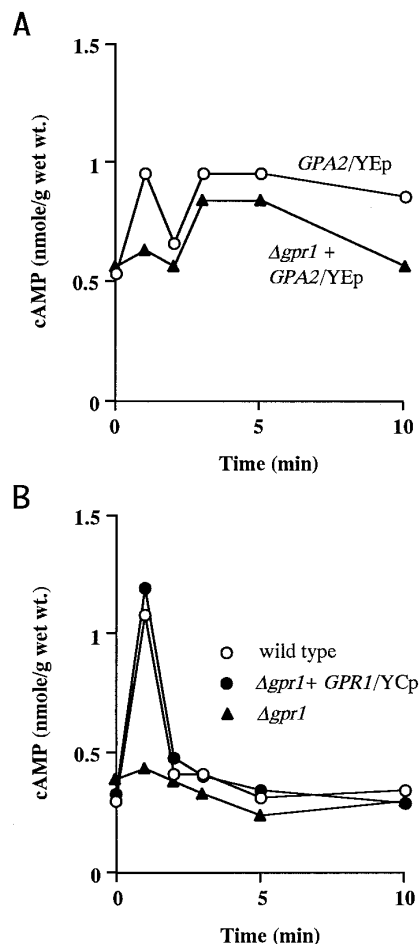 A
1.5
1
0.5
0
cAMP (nmole/g wet wt.)
GPA2/YEp
Δgpr1 +
GPA2/YEp
0
5
10
Time (min)
B
1.5
1
0.5
0
cAMP (nmole/g wet wt.)
wild type
Δgpr1+ GPR1/YCp
Δgpr1
0
5
10
Time (min)